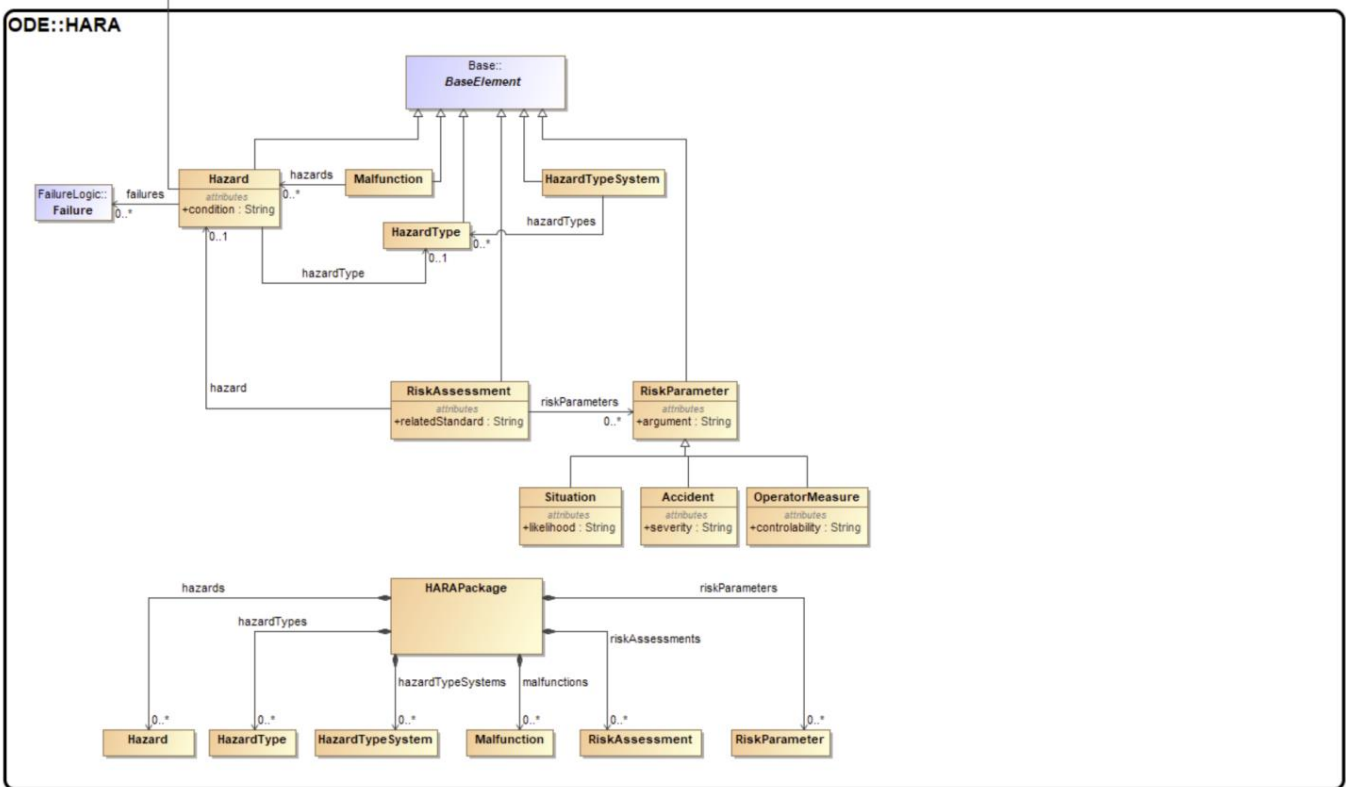 ODE::HARA
Base::
BaseElement
Hazard
attributes
+condition : String
hazards
0..*
Malfunction
HazardTypeSystem
FailureLogic::
Failure
failures
0..*
HazardType
hazardTypes
0..*
0..1
hazardType
0..1
hazard
RiskAssessment
attributes
+relatedStandard : String
riskParameters
0..*
RiskParameter
attributes
+argument : String
Situation
attributes
+likelihood : String
Accident
attributes
+severity : String
OperatorMeasure
attributes
+controlability : String
HARAPackage
hazards
riskParameters
hazardTypes
riskAssessments
hazardTypeSystems
malfunctions
0..*
0..*
0..*
0..*
0..*
0..*
Hazard
HazardType
HazardTypeSystem
Malfunction
RiskAssessment
RiskParameter